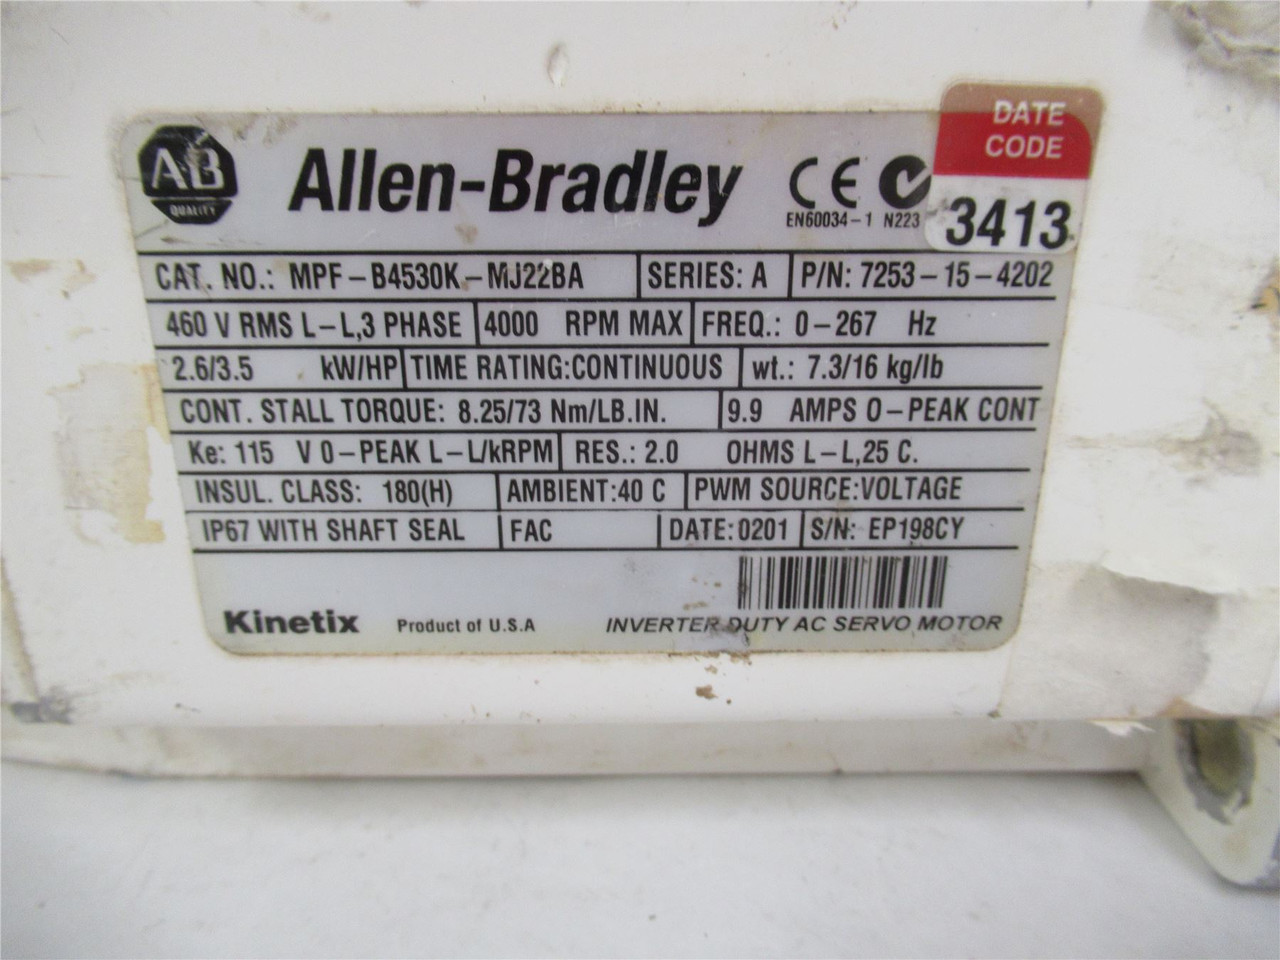 DATE
CODE
3413
AB
QUALITY
Allen-Bradley
CE
EN60034-1 N223
CAT. NO.: MPF-B4530K-MJ22BA SERIES: A P/N: 7253-15-4202
460 V RMS L-L,3 PHASE 4000 RPM MAX FREQ.: 0-267 Hz
2.6/3.5 kW/HP TIME RATING:CONTINUOUS wt.: 7.3/16 kg/lb
CONT. STALL TORQUE: 8.25/73 Nm/LB.IN. 9.9 AMPS 0-PEAK CONT
Ke: 115 V 0-PEAK L-L/kRPM RES.: 2.0 OHMS L-L,25 C.
INSUL. CLASS: 180(H) AMBIENT:40 C PWM SOURCE:VOLTAGE
IP67 WITH SHAFT SEAL FAC DATE:0201 S/N: EP198CY
Kinetix Product of U.S.A INVERTER DUTY AC SERVO MOTOR